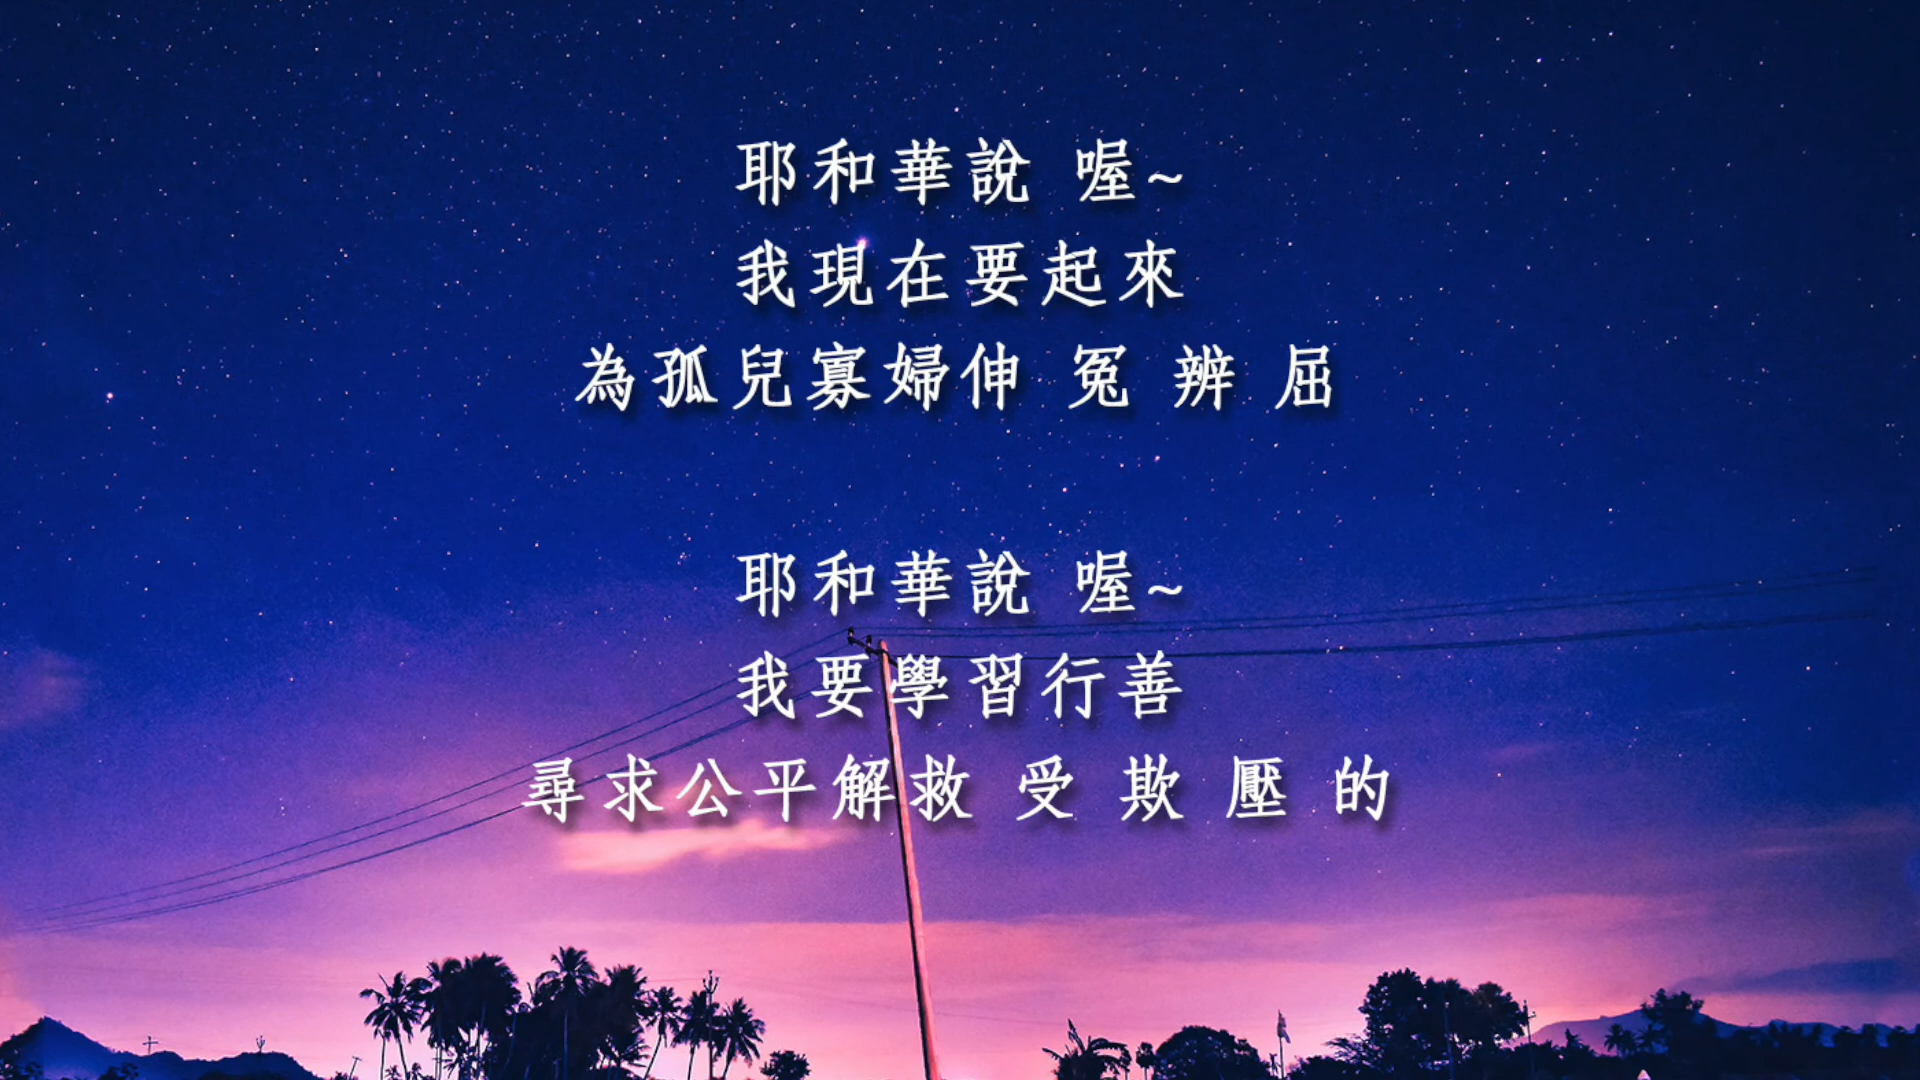 耶和華說 喔~
我現在要起來
為孤兒寡婦伸 冤 辨 屈
耶和華說 喔~
我要學習行善
尋求公平解救 受 欺 壓 的